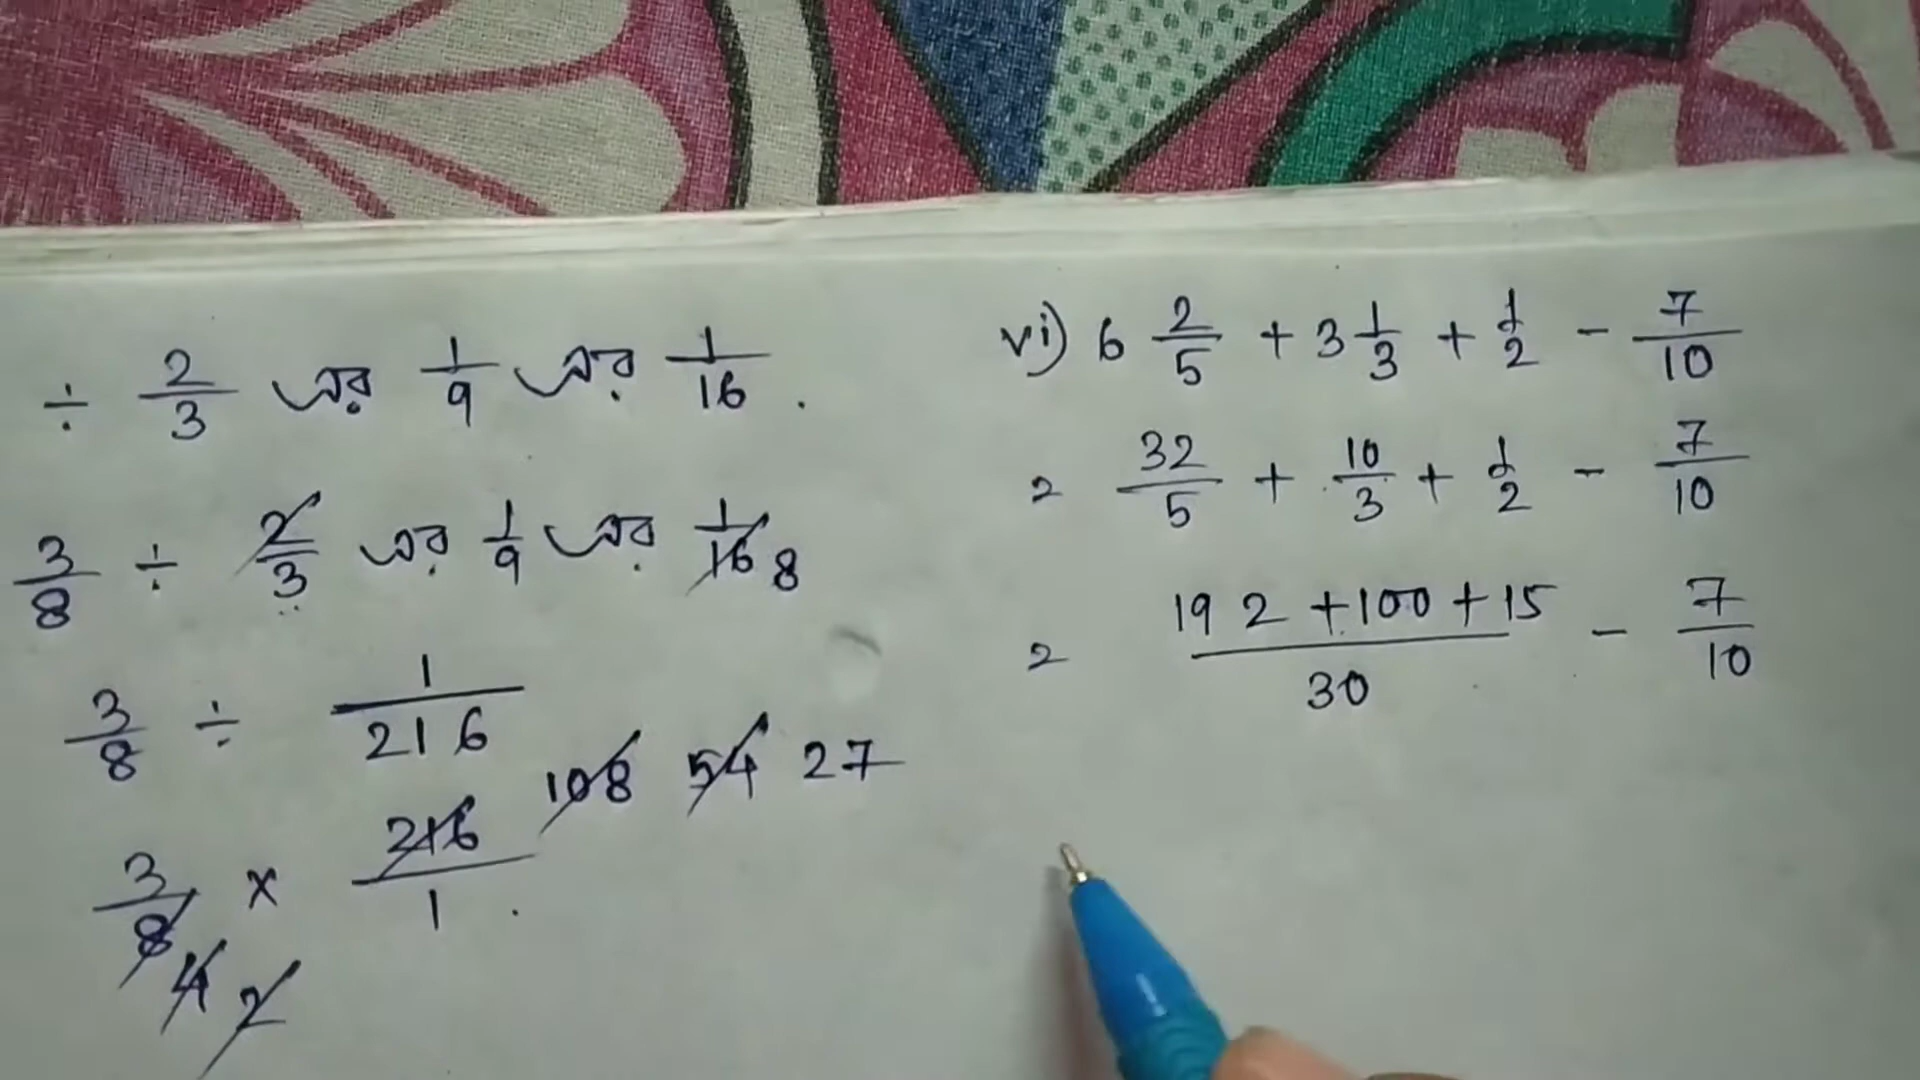 ÷ 2/3 এর 1/9 এর 1/16 .
3/8 ÷ 2/3 এর 1/9 এর 1/16 8
3/8 ÷ 1/216
3/8 × 216/1 108 54 27
4 2
vi) 6 2/5 + 3 1/3 + 1/2 - 7/10
= 32/5 + 10/3 + 1/2 - 7/10
= 192+100+15/30 - 7/10